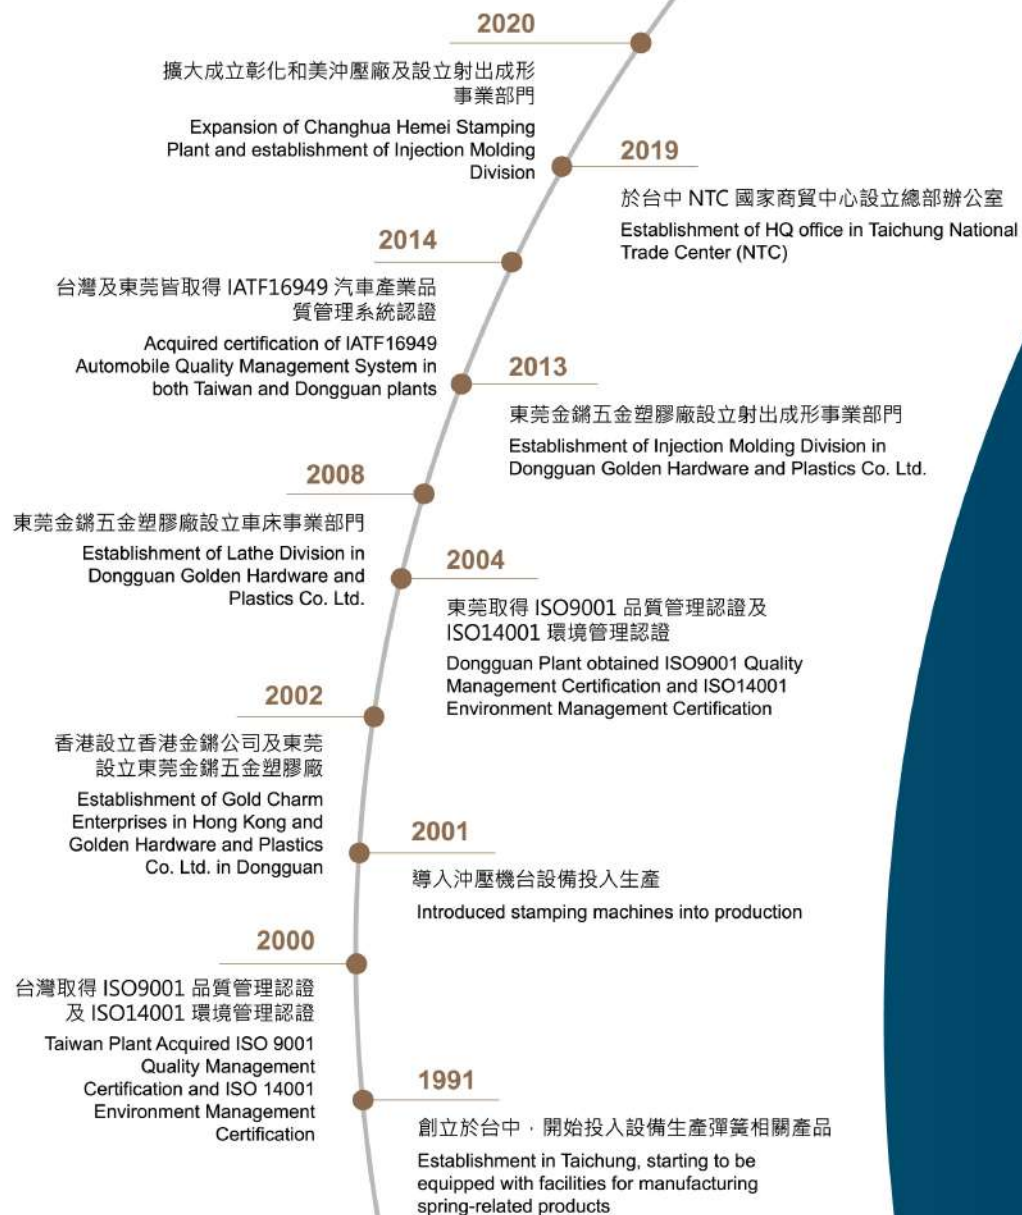 2020
擴大成立彰化和美沖壓廠及設立射出成形
事業部門
Expansion of Changhua Hemei Stamping
Plant and establishment of Injection Molding
Division
2019
於台中 NTC 國家商貿中心設立總部辦公室
Establishment of HQ office in Taichung National
Trade Center (NTC)
2014
台灣及東莞皆取得 IATF16949 汽車產業品
質管理系統認證
Acquired certification of IATF16949
Automobile Quality Management System in
both Taiwan and Dongguan plants
2013
東莞金鏘五金塑膠廠設立射出成形事業部門
Establishment of Injection Molding Division in
Dongguan Golden Hardware and Plastics Co. Ltd.
2008
東莞金鏘五金塑膠廠設立車床事業部門
Establishment of Lathe Division in
Dongguan Golden Hardware and
Plastics Co. Ltd.
2004
東莞取得 ISO9001 品質管理認證及
ISO14001 環境管理認證
Dongguan Plant obtained ISO9001 Quality
Management Certification and ISO14001
Environment Management Certification
2002
香港設立香港金鏘公司及東莞
設立東莞金鏘五金塑膠廠
Establishment of Gold Charm
Enterprises in Hong Kong and
Golden Hardware and Plastics
Co. Ltd. in Dongguan
2001
導入沖壓機台設備投入生產
Introduced stamping machines into production
2000
台灣取得 ISO9001 品質管理認證
及 ISO14001 環境管理認證
Taiwan Plant Acquired ISO 9001
Quality Management
Certification and ISO 14001
Environment Management
Certification
1991
創立於台中，開始投入設備生產彈簧相關產品
Establishment in Taichung, starting to be
equipped with facilities for manufacturing
spring-related products